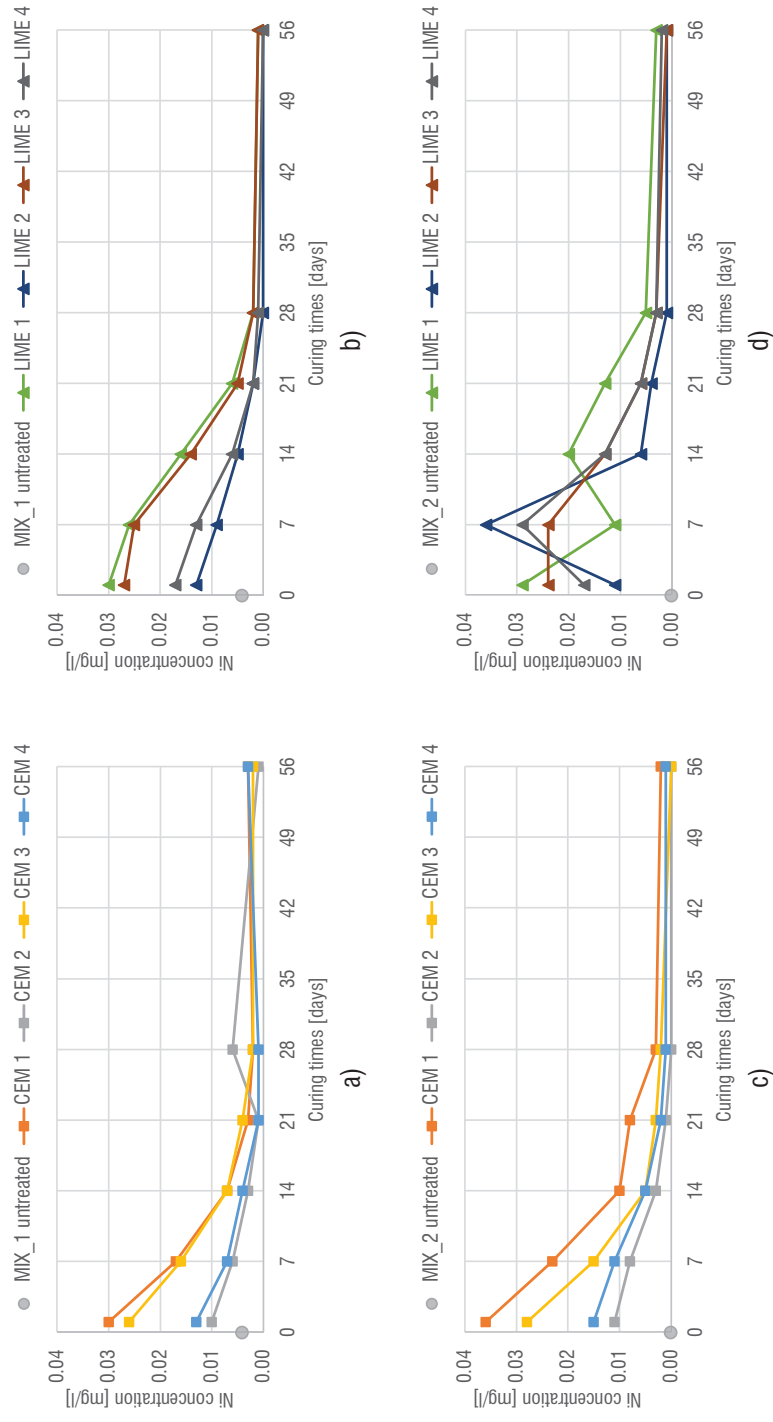 MIX_1 untreated CEM 1 CEM 2 CEM 3 CEM 4
Ni concentration [mg/l]
0.04
0.03
0.02
0.01
0.00
0 7 14 21 28 35 42 49 56
Curing times [days]
a)
MIX_1 untreated LIME 1 LIME 2 LIME 3 LIME 4
Ni concentration [mg/l]
0.04
0.03
0.02
0.01
0.00
0 7 14 21 28 35 42 49 56
Curing times [days]
b)
MIX_2 untreated CEM 1 CEM 2 CEM 3 CEM 4
Ni concentration [mg/l]
0.04
0.03
0.02
0.01
0.00
0 7 14 21 28 35 42 49 56
Curing times [days]
c)
MIX_2 untreated LIME 1 LIME 2 LIME 3 LIME 4
Ni concentration [mg/l]
0.04
0.03
0.02
0.01
0.00
0 7 14 21 28 35 42 49 56
Curing times [days]
d)